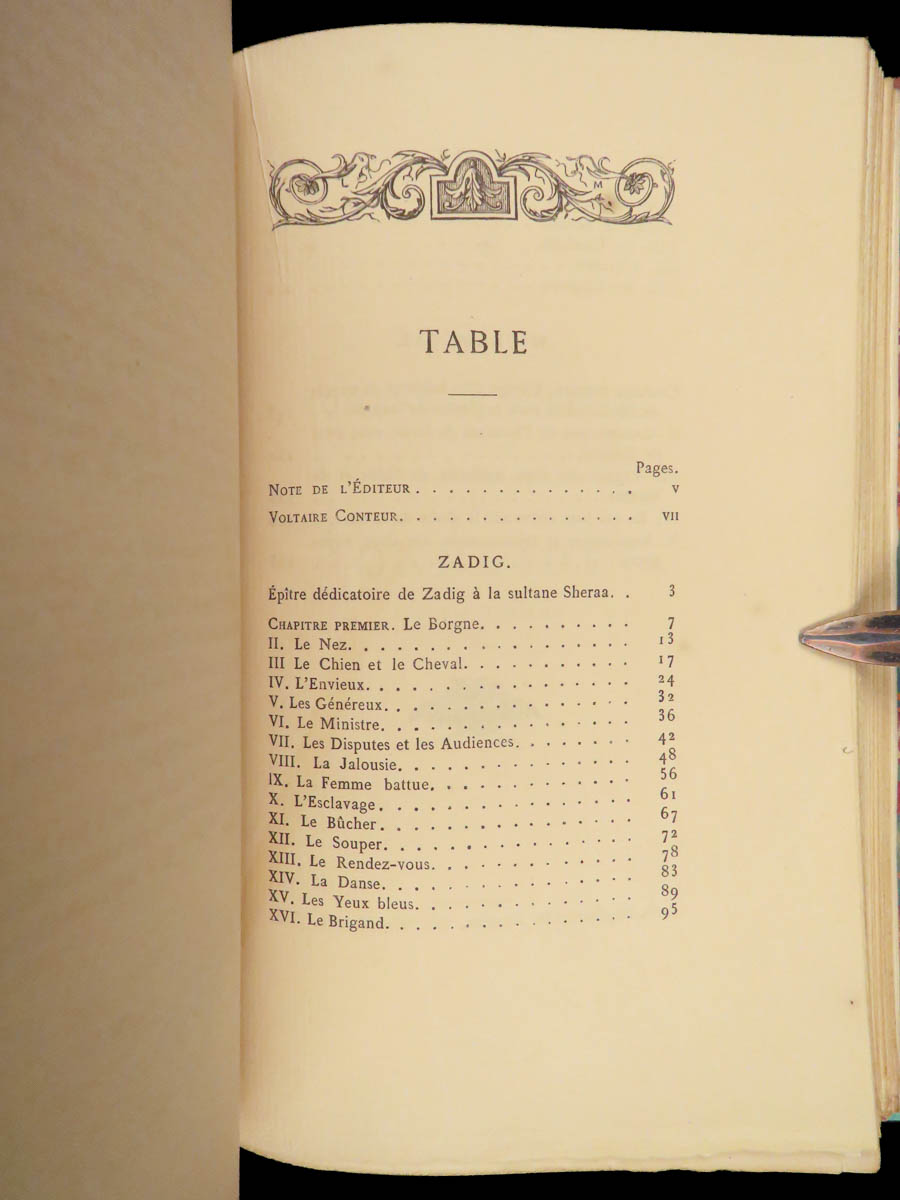 TABLE
Pages.
NOTE DE L'ÉDITEUR . . . . . . . . . . . . . . V
VOLTAIRE CONTEUR. . . . . . . . . . . . . . . VII
ZADIG.
Épître dédicatoire de Zadig à la sultane Sheraa. . 3
CHAPITRE PREMIER. Le Borgne. . . . . . . . . . 7
II. Le Nez. . . . . . . . . . . . . . . . . . 13
III Le Chien et le Cheval. . . . . . . . . . . 17
IV. L'Envieux. . . . . . . . . . . . . . . . . 24
V. Les Généreux. . . . . . . . . . . . . . . . 32
VI. Le Ministre. . . . . . . . . . . . . . . . 36
VII. Les Disputes et les Audiences. . . . . . . . 42
VIII. La Jalousie. . . . . . . . . . . . . . . 48
IX. La Femme battue. . . . . . . . . . . . . . 56
X. L'Esclavage. . . . . . . . . . . . . . . . . 61
XI. Le Bûcher. . . . . . . . . . . . . . . . . 67
XII. Le Souper. . . . . . . . . . . . . . . . . 72
XIII. Le Rendez-vous. . . . . . . . . . . . . . 78
XIV. La Danse. . . . . . . . . . . . . . . . . 83
XV. Les Yeux bleus. . . . . . . . . . . . . . . 89
XVI. Le Brigand. . . . . . . . . . . . . . . . 95